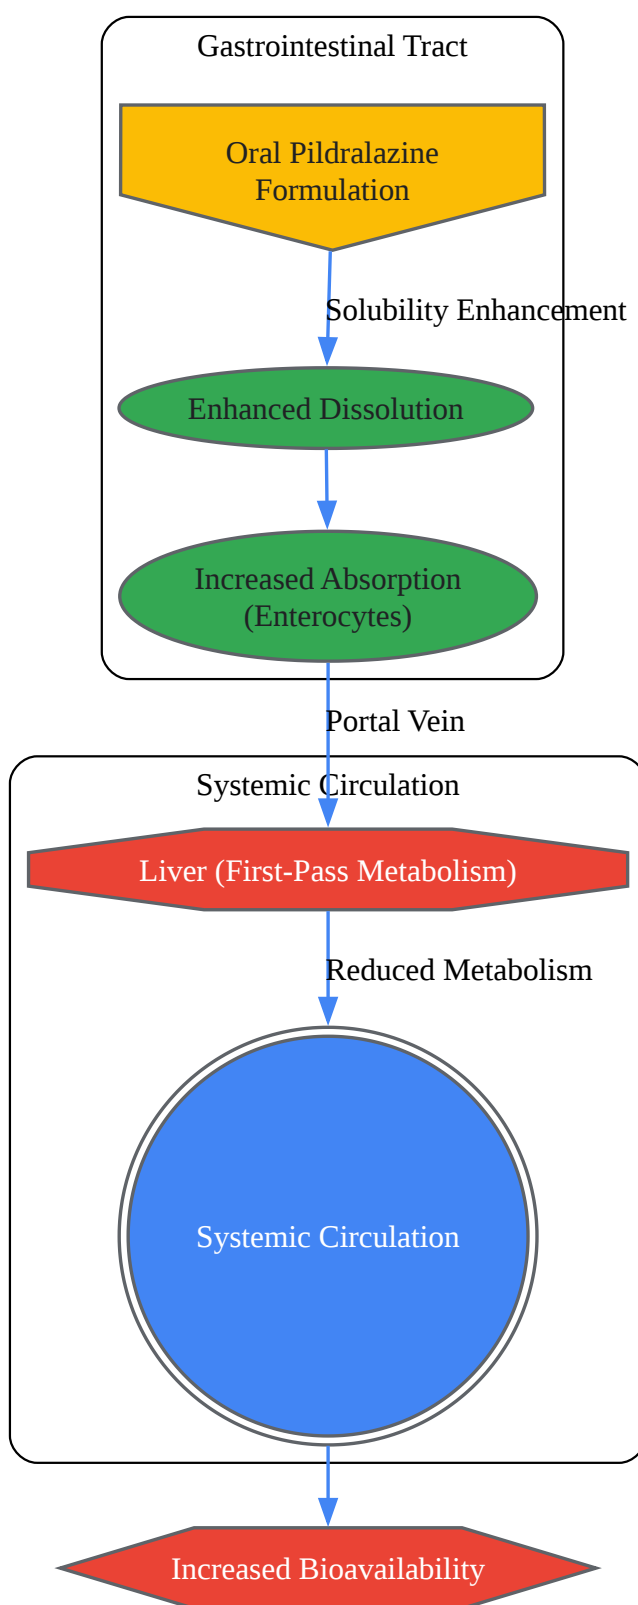 Gastrointestinal Tract
Oral Pildralazine
Formulation
Solubility Enhancement
Enhanced Dissolution
Increased Absorption
(Enterocytes)
Portal Vein
Systemic Circulation
Liver (First-Pass Metabolism)
Reduced Metabolism
Systemic Circulation
Increased Bioavailability